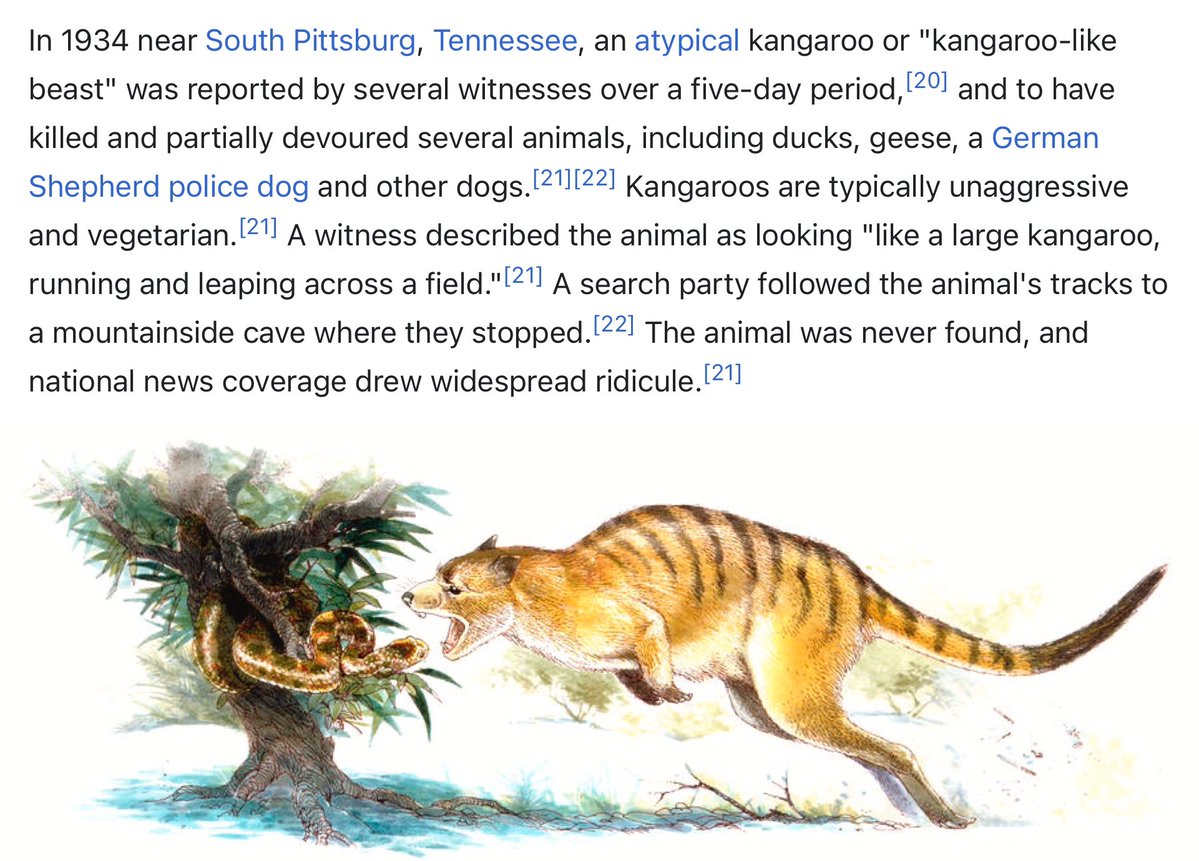 In 1934 near South Pittsburg, Tennessee, an atypical kangaroo or "kangaroo-like
beast" was reported by several witnesses over a five-day period,[20] and to have
killed and partially devoured several animals, including ducks, geese, a German
Shepherd police dog and other dogs.[21][22] Kangaroos are typically unaggressive
and vegetarian.[21] A witness described the animal as looking "like a large kangaroo,
running and leaping across a field."[21] A search party followed the animal's tracks to
a mountainside cave where they stopped.[22] The animal was never found, and
national news coverage drew widespread ridicule.[21]